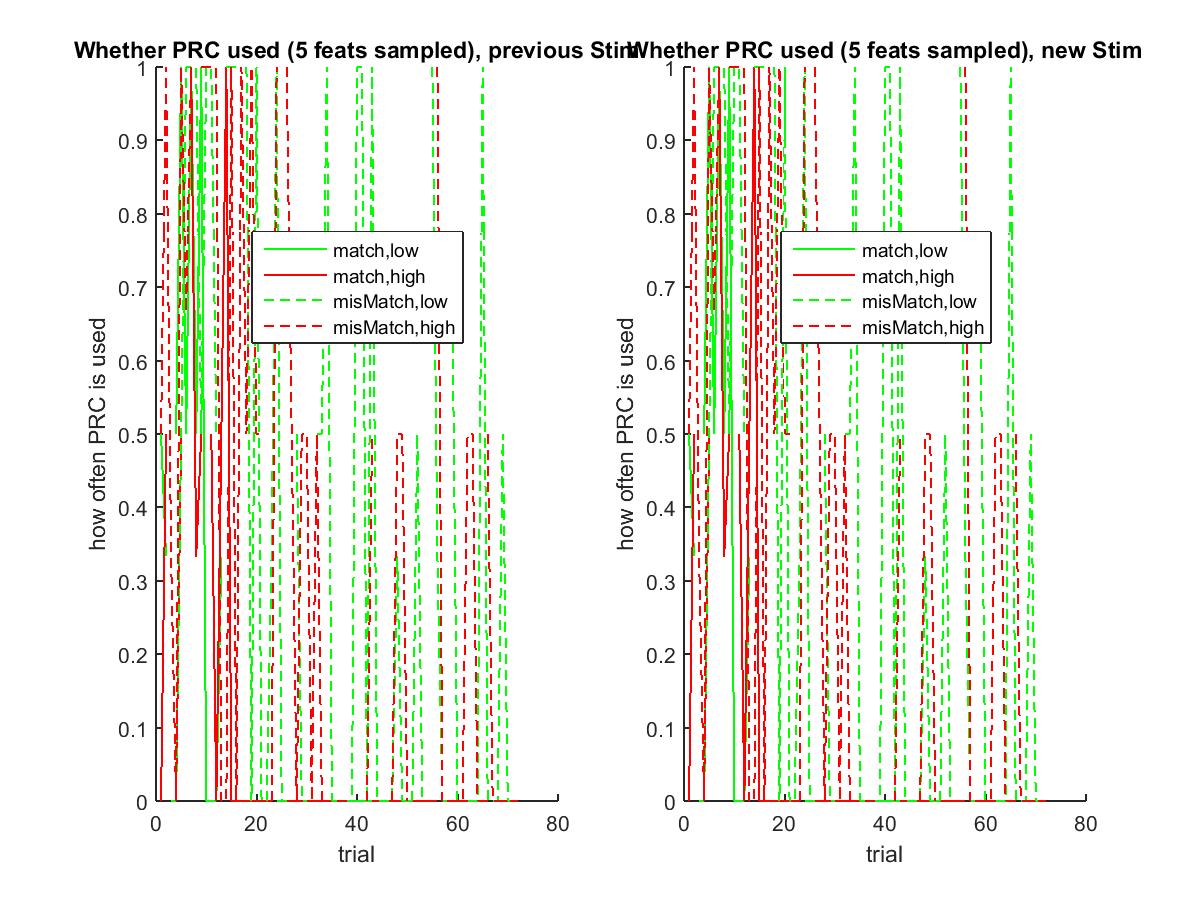 Whether PRC used (5 feats sampled), previous Stim
Whether PRC used (5 feats sampled), new Stim
how often PRC is used
1
0.9
0.8
0.7
0.6
0.5
0.4
0.3
0.2
0.1
0
match,low
match,high
misMatch,low
misMatch,high
0 20 40 60 80
trial
how often PRC is used
1
0.9
0.8
0.7
0.6
0.5
0.4
0.3
0.2
0.1
0
match,low
match,high
misMatch,low
misMatch,high
0 20 40 60 80
trial